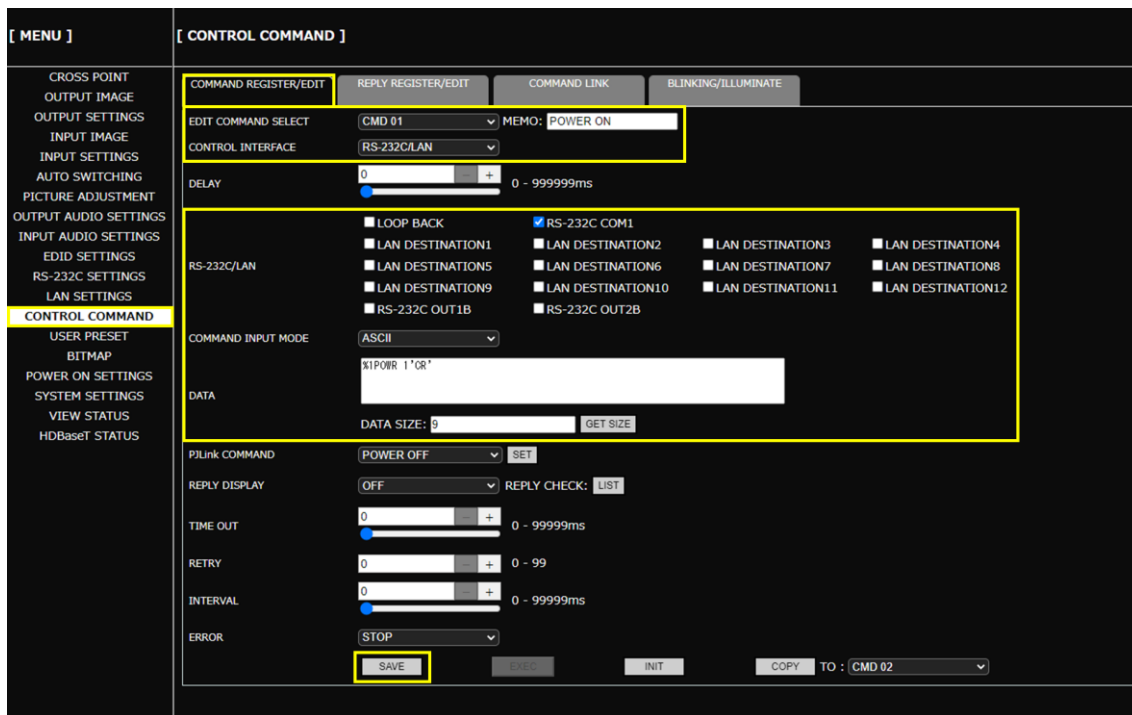 [ MENU ]
[ CONTROL COMMAND ]
CROSS POINT
OUTPUT IMAGE
OUTPUT SETTINGS
INPUT IMAGE
INPUT SETTINGS
AUTO SWITCHING
PICTURE ADJUSTMENT
OUTPUT AUDIO SETTINGS
INPUT AUDIO SETTINGS
EDID SETTINGS
RS-232C SETTINGS
LAN SETTINGS
CONTROL COMMAND
USER PRESET
BITMAP
POWER ON SETTINGS
SYSTEM SETTINGS
VIEW STATUS
HDBaseT STATUS
COMMAND REGISTER/EDIT REPLY REGISTER/EDIT COMMAND LINK BLINKING/ILLUMINATE
EDIT COMMAND SELECT CMD 01 MEMO: POWER ON
CONTROL INTERFACE RS-232C/LAN
DELAY 0 - + 0 - 999999ms
RS-232C/LAN
LOOP BACK RS-232C COM1
LAN DESTINATION1 LAN DESTINATION2 LAN DESTINATION3 LAN DESTINATION4
LAN DESTINATION5 LAN DESTINATION6 LAN DESTINATION7 LAN DESTINATION8
LAN DESTINATION9 LAN DESTINATION10 LAN DESTINATION11 LAN DESTINATION12
RS-232C OUT1B RS-232C OUT2B
COMMAND INPUT MODE ASCII
DATA
%1POWR 1'CR'
DATA SIZE: 9 GET SIZE
PJLink COMMAND POWER OFF SET
REPLY DISPLAY OFF REPLY CHECK: LIST
TIME OUT 0 - + 0 - 99999ms
RETRY 0 - + 0 - 99
INTERVAL 0 - + 0 - 99999ms
ERROR STOP
SAVE EXEC INIT COPY TO : CMD 02